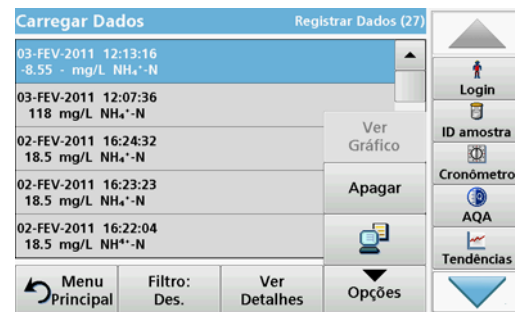 Carregar Dados Registrar Dados (27)
03-FEV-2011 12:13:16
-8.55 - mg/L NH₄⁺-N
03-FEV-2011 12:07:36
118 mg/L NH₄⁺-N
02-FEV-2011 16:24:32
18.5 mg/L NH₄⁺-N
02-FEV-2011 16:23:23
18.5 mg/L NH₄⁺-N
02-FEV-2011 16:22:04
18.5 mg/L NH⁴⁺-N
Ver
Gráfico
Apagar
Opções
Menu
Principal
Filtro:
Des.
Ver
Detalhes
Login
ID amostra
Cronômetro
AQA
Tendências